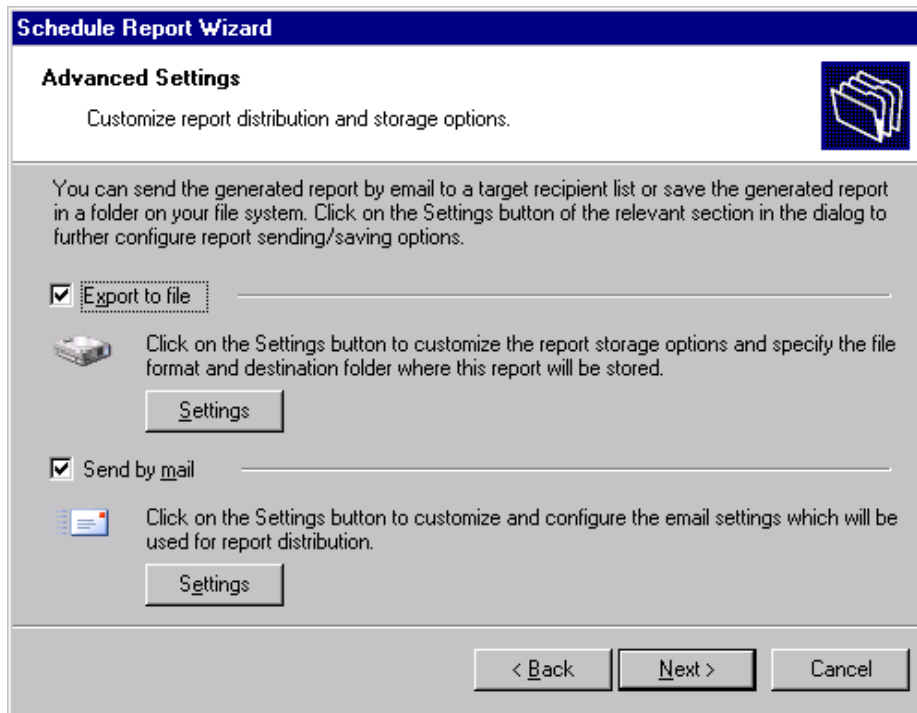 Schedule Report Wizard
Advanced Settings
Customize report distribution and storage options.
You can send the generated report by email to a target recipient list or save the generated report
in a folder on your file system. Click on the Settings button of the relevant section in the dialog to
further configure report sending/saving options.
Export to file
Click on the Settings button to customize the report storage options and specify the file
format and destination folder where this report will be stored.
Settings
Send by mail
Click on the Settings button to customize and configure the email settings which will be
used for report distribution.
Settings
< Back Next > Cancel